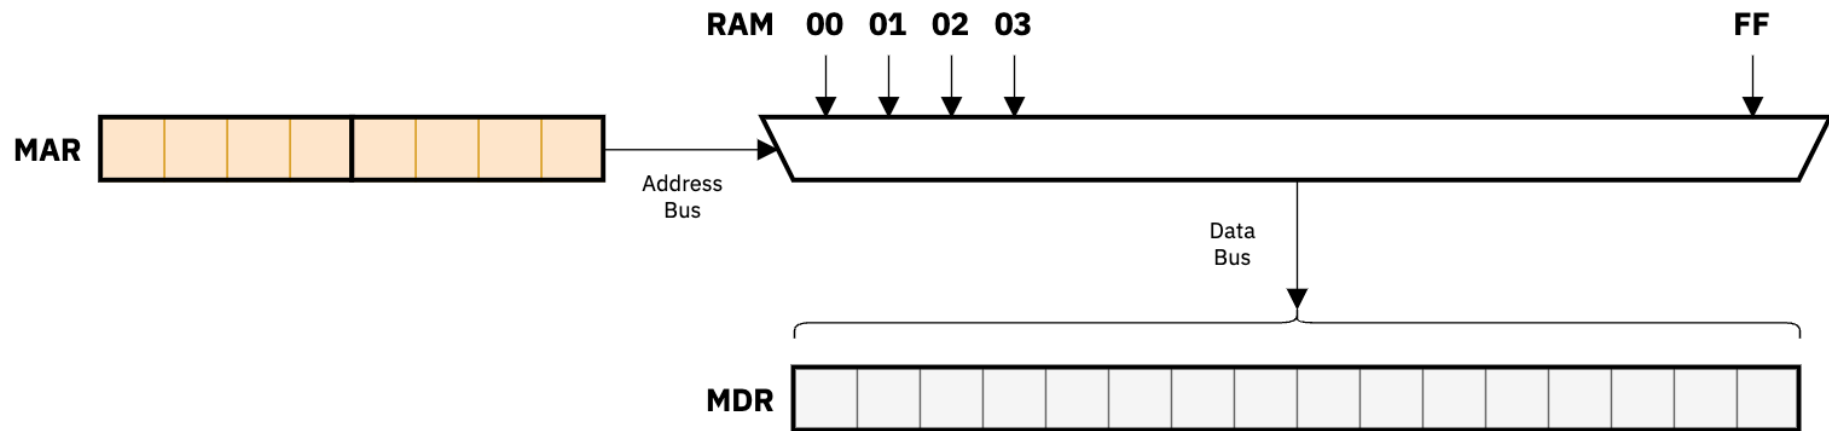 RAM 00 01 02 03 FF
MAR
Address
Bus
Data
Bus
MDR